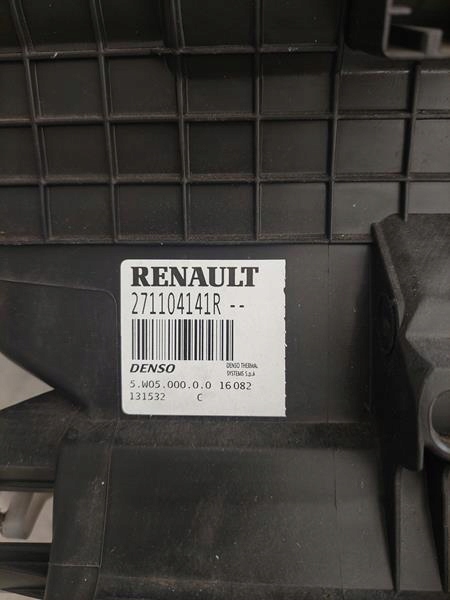 RENAULT
271104141R --
DENSO
DENSO THERMAL
SYSTEMS S.p.A
5.W05.000.0.0 16082
131532 C